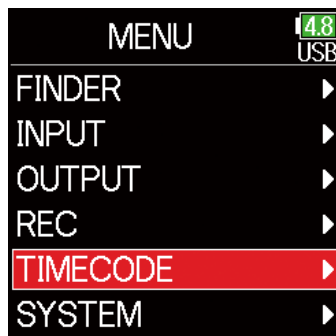 MENU
4.8
USB
FINDER
INPUT
OUTPUT
REC
TIMECODE
SYSTEM